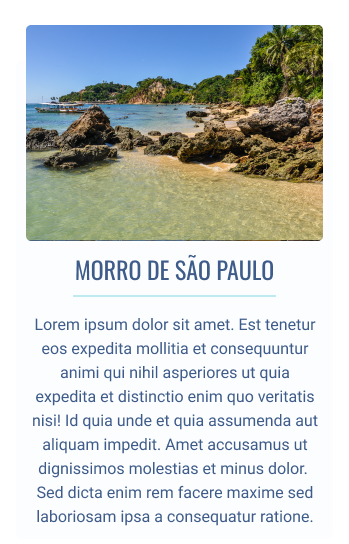 MORRO DE SÃO PAULO
Lorem ipsum dolor sit amet. Est tenetur
eos expedita mollitia et consequuntur
animi qui nihil asperiores ut quia
expedita et distinctio enim quo veritatis
nisi! Id quia unde et quia assumenda aut
aliquam impedit. Amet accusamus ut
dignissimos molestias et minus dolor.
Sed dicta enim rem facere maxime sed
laboriosam ipsa a consequatur ratione.